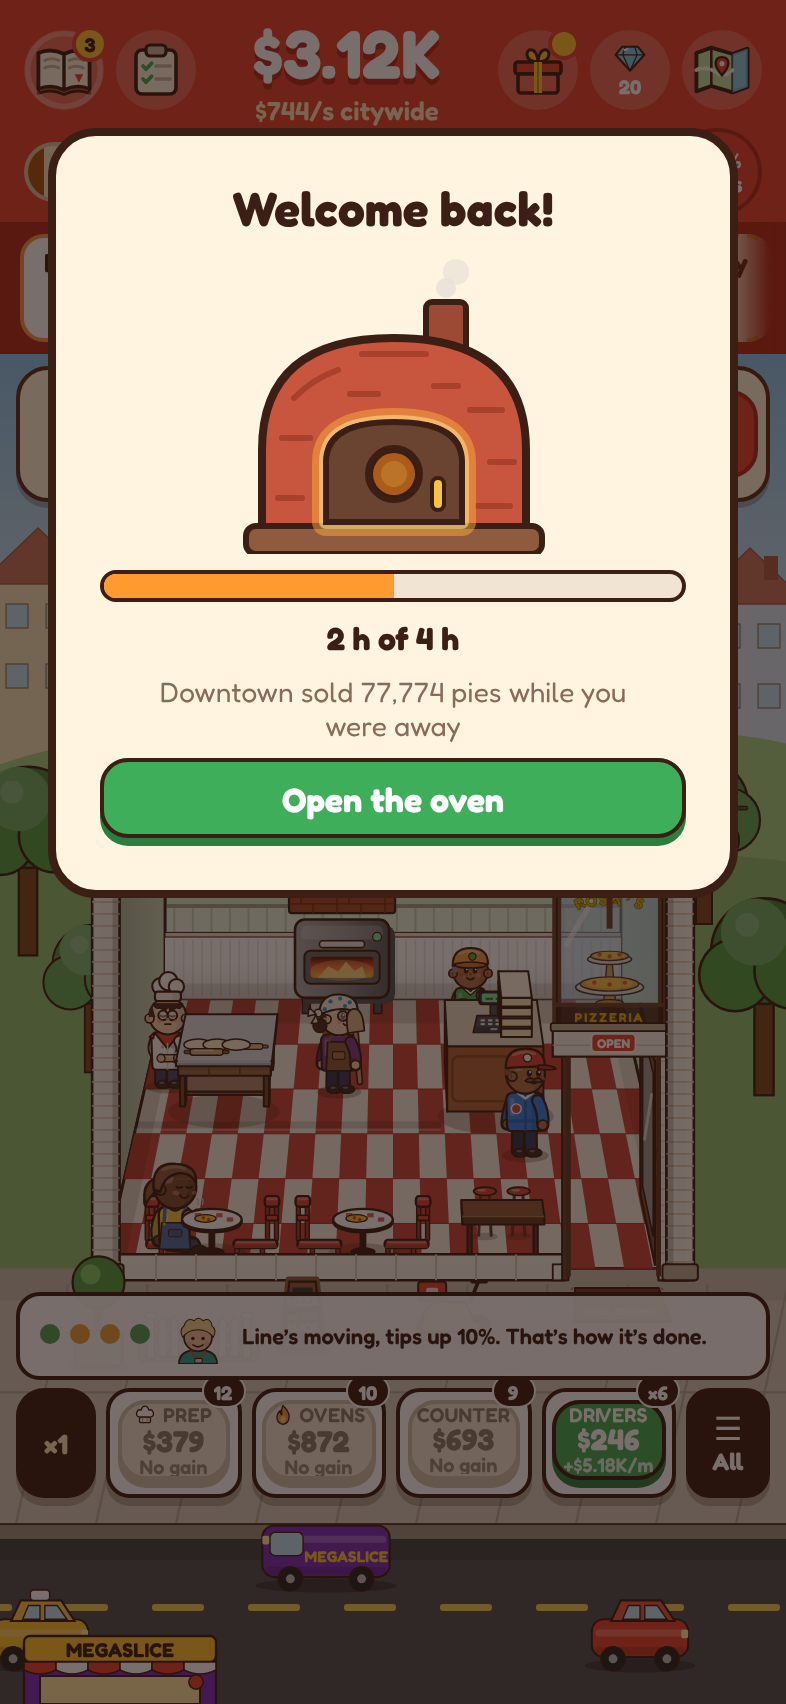 3
$3.12K
$744/s citywide
20
Welcome back!
2 h of 4 h
Downtown sold 77,774 pies while you
were away
Open the oven
ROSA'S
PIZZERIA
OPEN
Line's moving, tips up 10%. That's how it's done.
x1
12
PREP
$379
No gain
10
OVENS
$872
No gain
9
COUNTER
$693
No gain
x6
DRIVERS
$246
+$5.18K/m
All
MEGASLICE
MEGASLICE